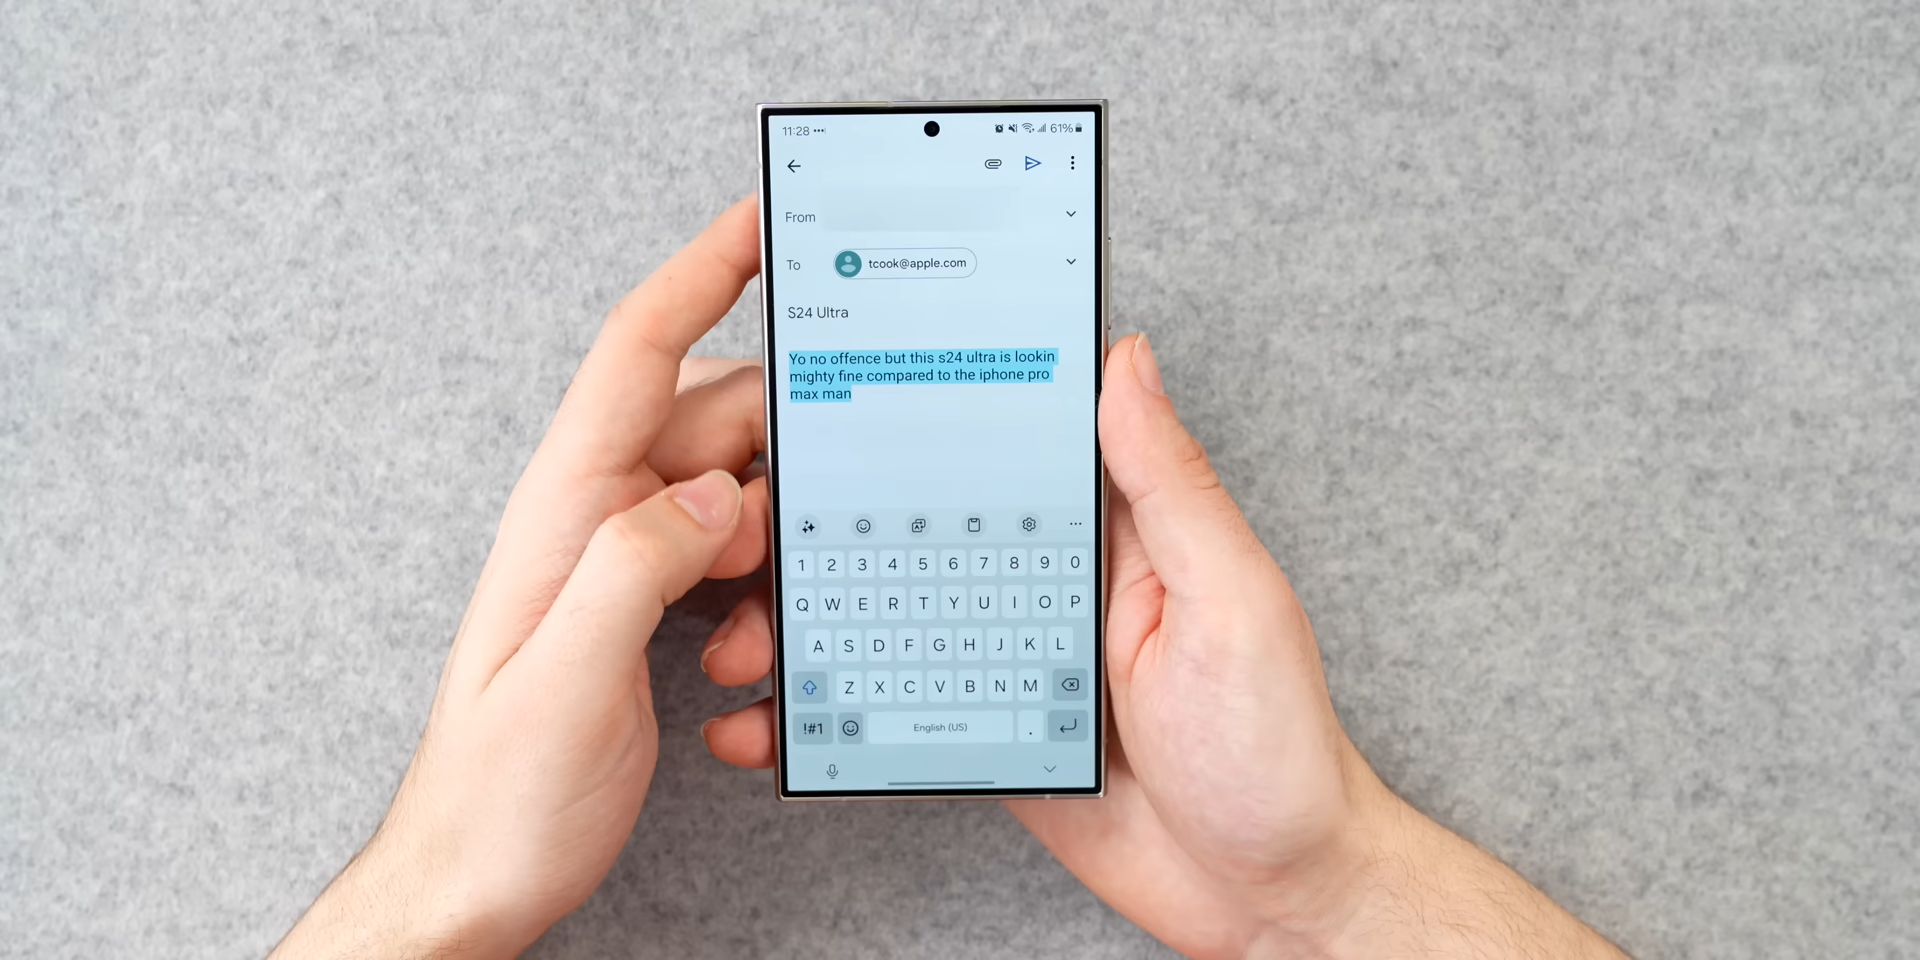 11:28 61%
From
To tcook@apple.com
S24 Ultra
Yo no offence but this s24 ultra is lookin
mighty fine compared to the iphone pro
max man
1 2 3 4 5 6 7 8 9 0
Q W E R T Y U I O P
A S D F G H J K L
Z X C V B N M
!#1 English (US) .